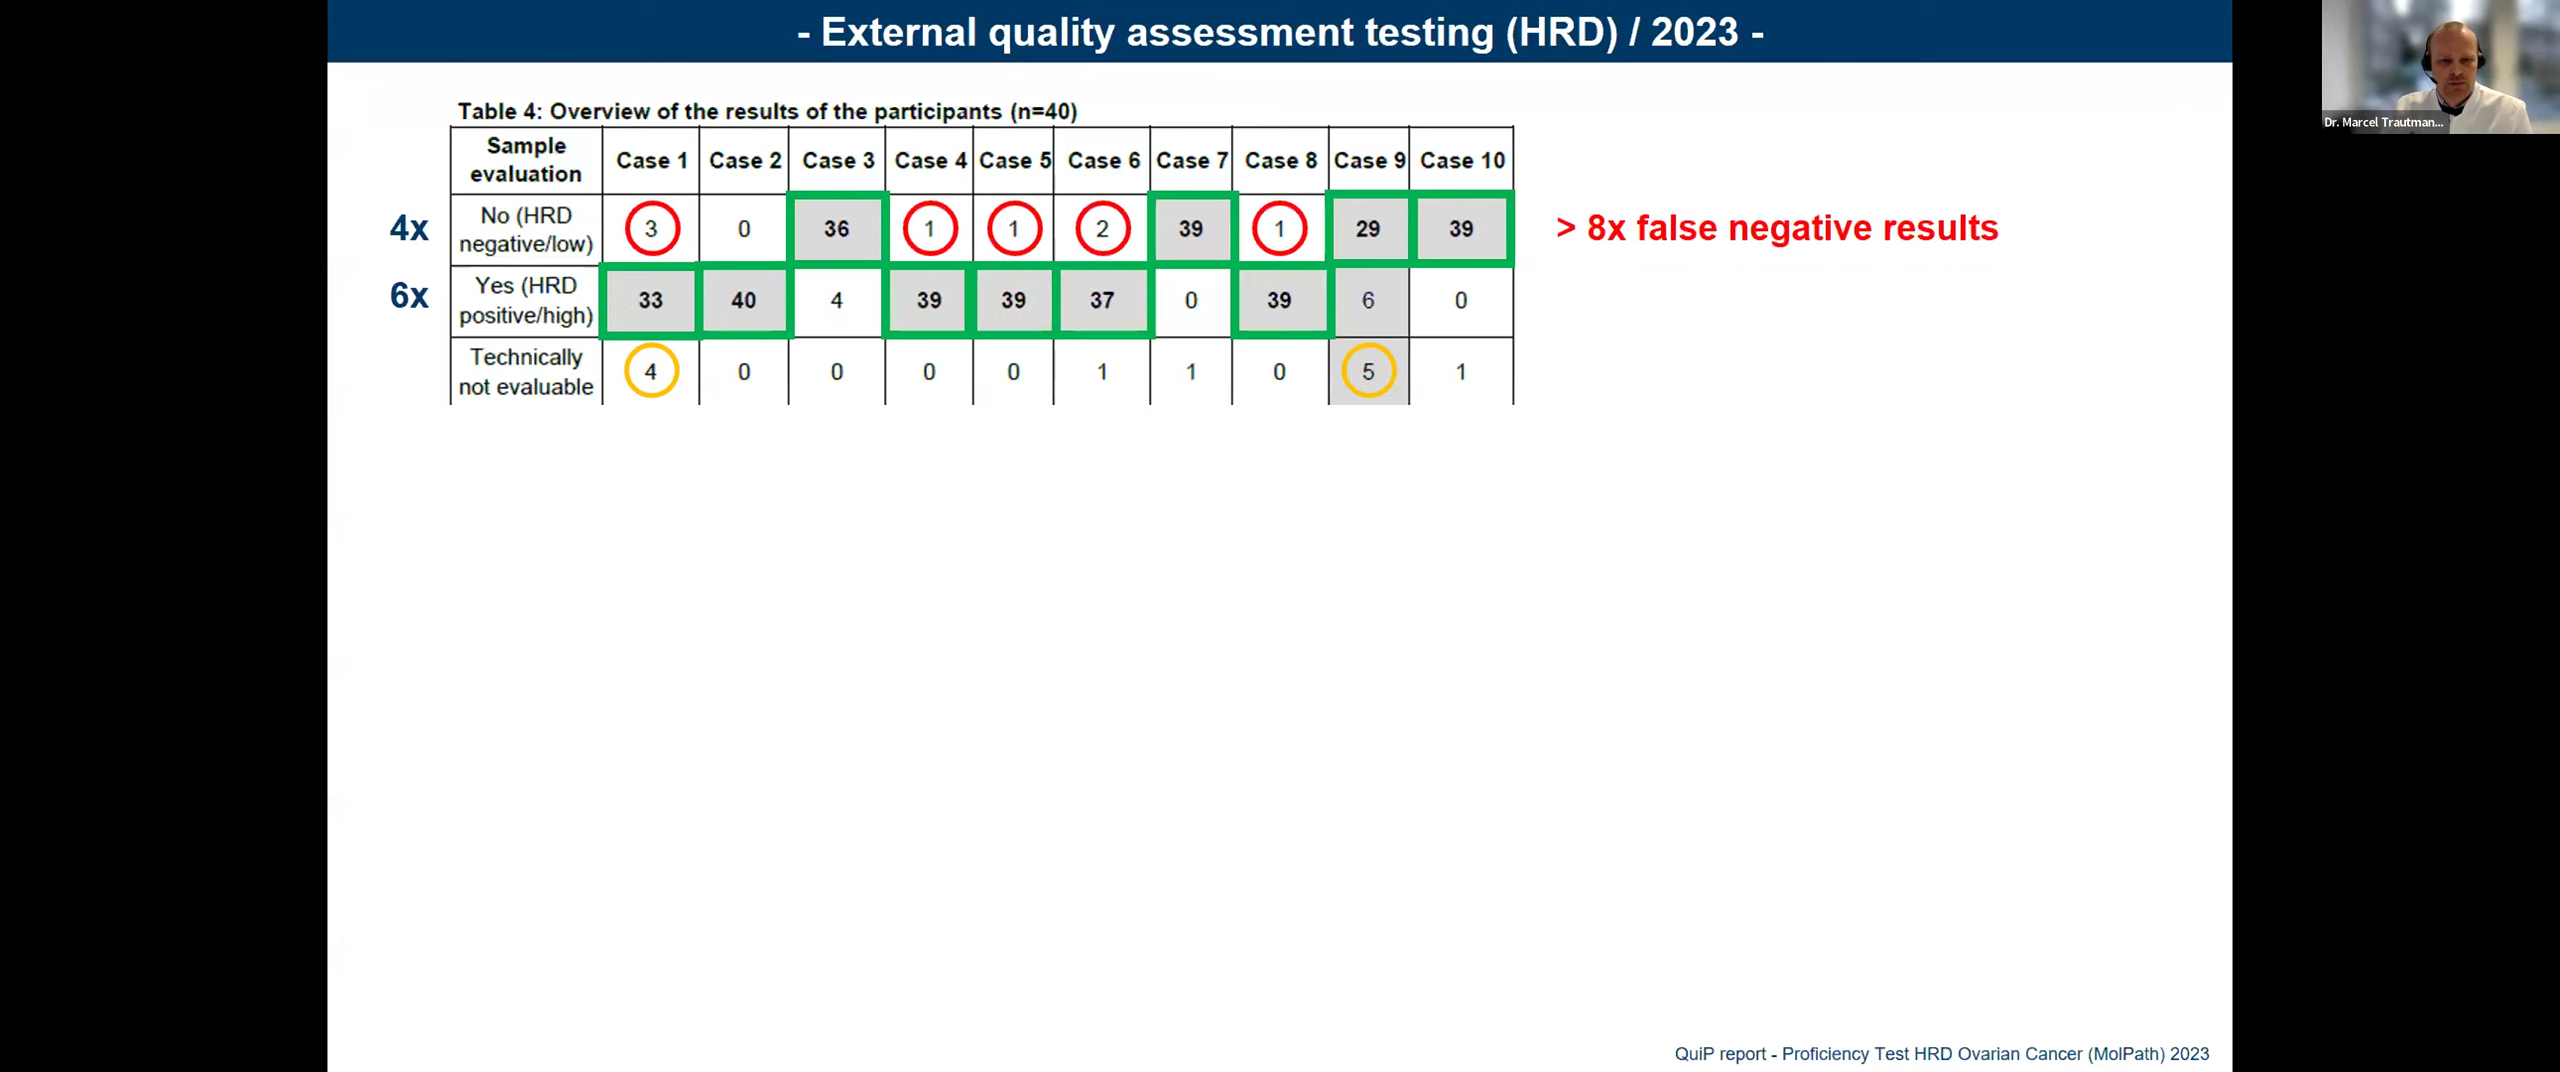 - External quality assessment testing (HRD) / 2023 -
Dr. Marcel Trautman...
Table 4: Overview of the results of the participants (n=40)
Sample evaluation Case 1 Case 2 Case 3 Case 4 Case 5 Case 6 Case 7 Case 8 Case 9 Case 10
4x No (HRD negative/low) 3 0 36 1 1 2 39 1 29 39 > 8x false negative results
6x Yes (HRD positive/high) 33 40 4 39 39 37 0 39 6 0
Technically not evaluable 4 0 0 0 0 1 1 0 5 1
QuiP report - Proficiency Test HRD Ovarian Cancer (MolPath) 2023